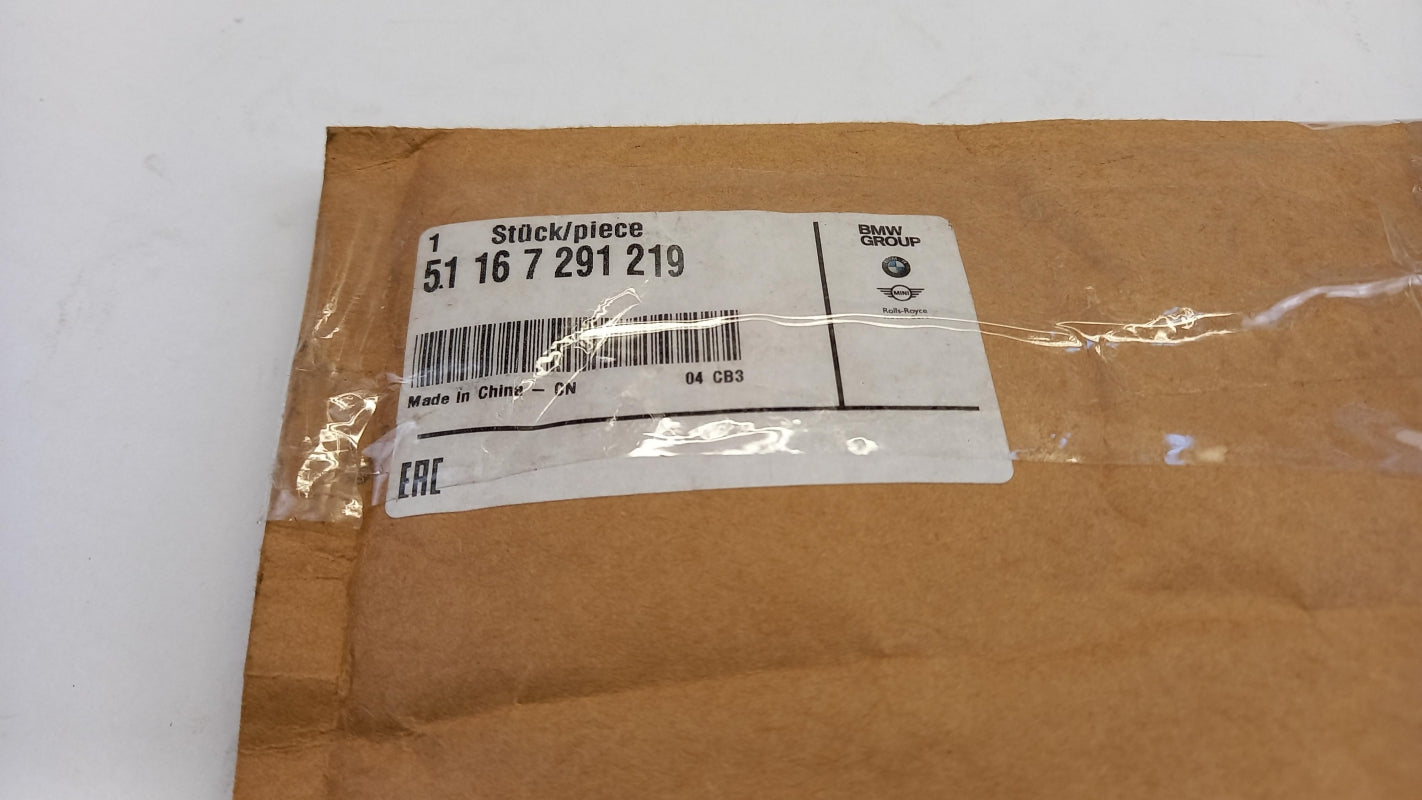 1 Stück/piece
51 16 7 291 219
Made in China - CN 04 CB3
EAC
BMW
GROUP
MINI
Rolls-Royce